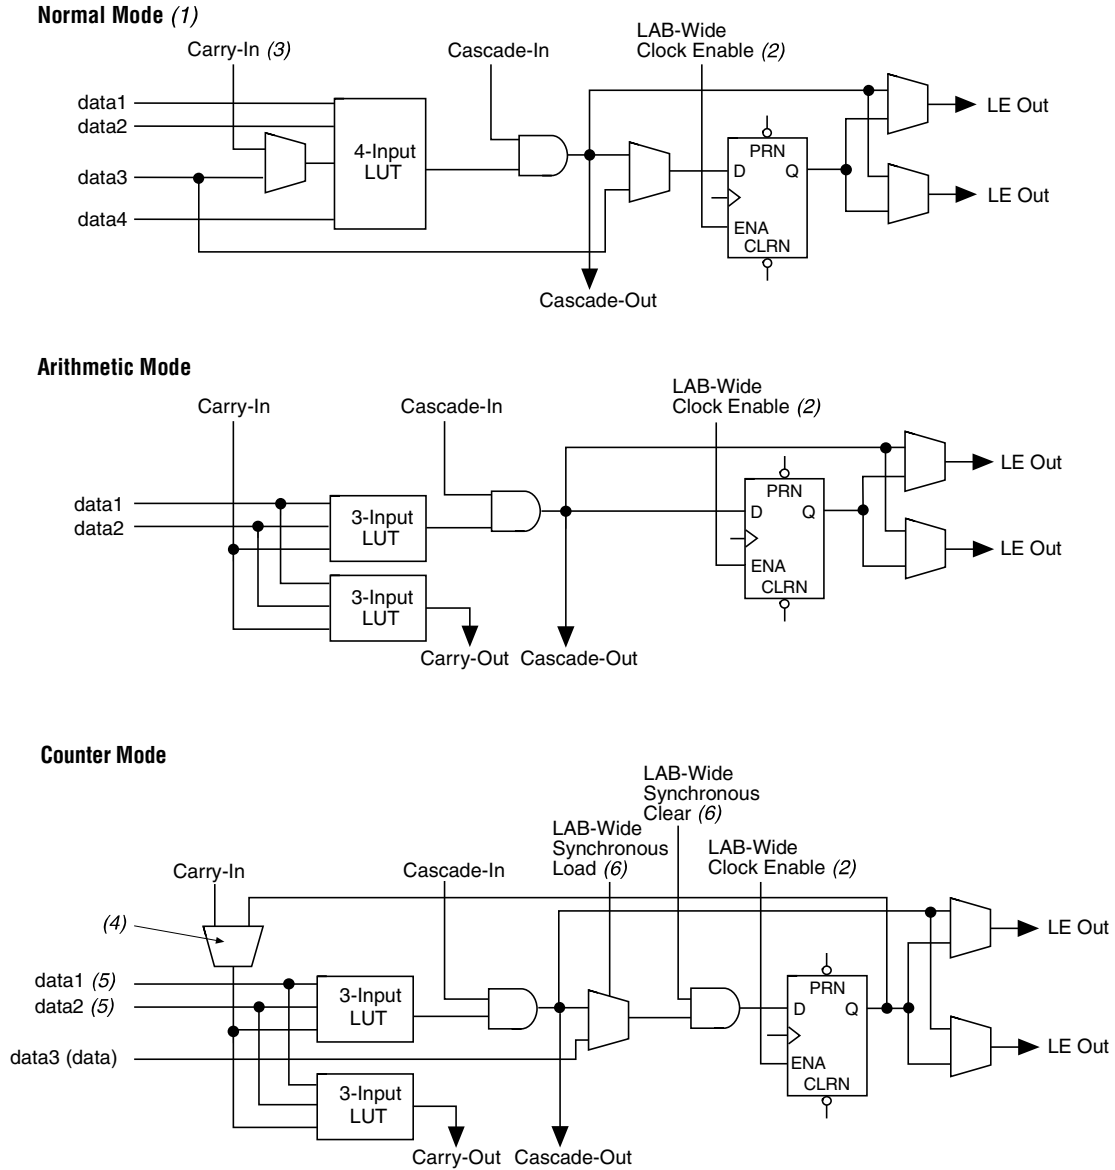 Normal Mode (1)
Carry-In (3)
Cascade-In
LAB-Wide
Clock Enable (2)
data1
data2
data3
data4
4-Input
LUT
PRN
D
Q
ENA
CLRN
LE Out
LE Out
Cascade-Out
Arithmetic Mode
Carry-In
Cascade-In
LAB-Wide
Clock Enable (2)
data1
data2
3-Input
LUT
3-Input
LUT
PRN
D
Q
ENA
CLRN
LE Out
LE Out
Carry-Out
Cascade-Out
Counter Mode
LAB-Wide
Synchronous
Clear (6)
LAB-Wide
Synchronous
Load (6)
LAB-Wide
Clock Enable (2)
Carry-In
Cascade-In
(4)
data1 (5)
data2 (5)
data3 (data)
3-Input
LUT
3-Input
LUT
PRN
D
Q
ENA
CLRN
LE Out
LE Out
Carry-Out
Cascade-Out